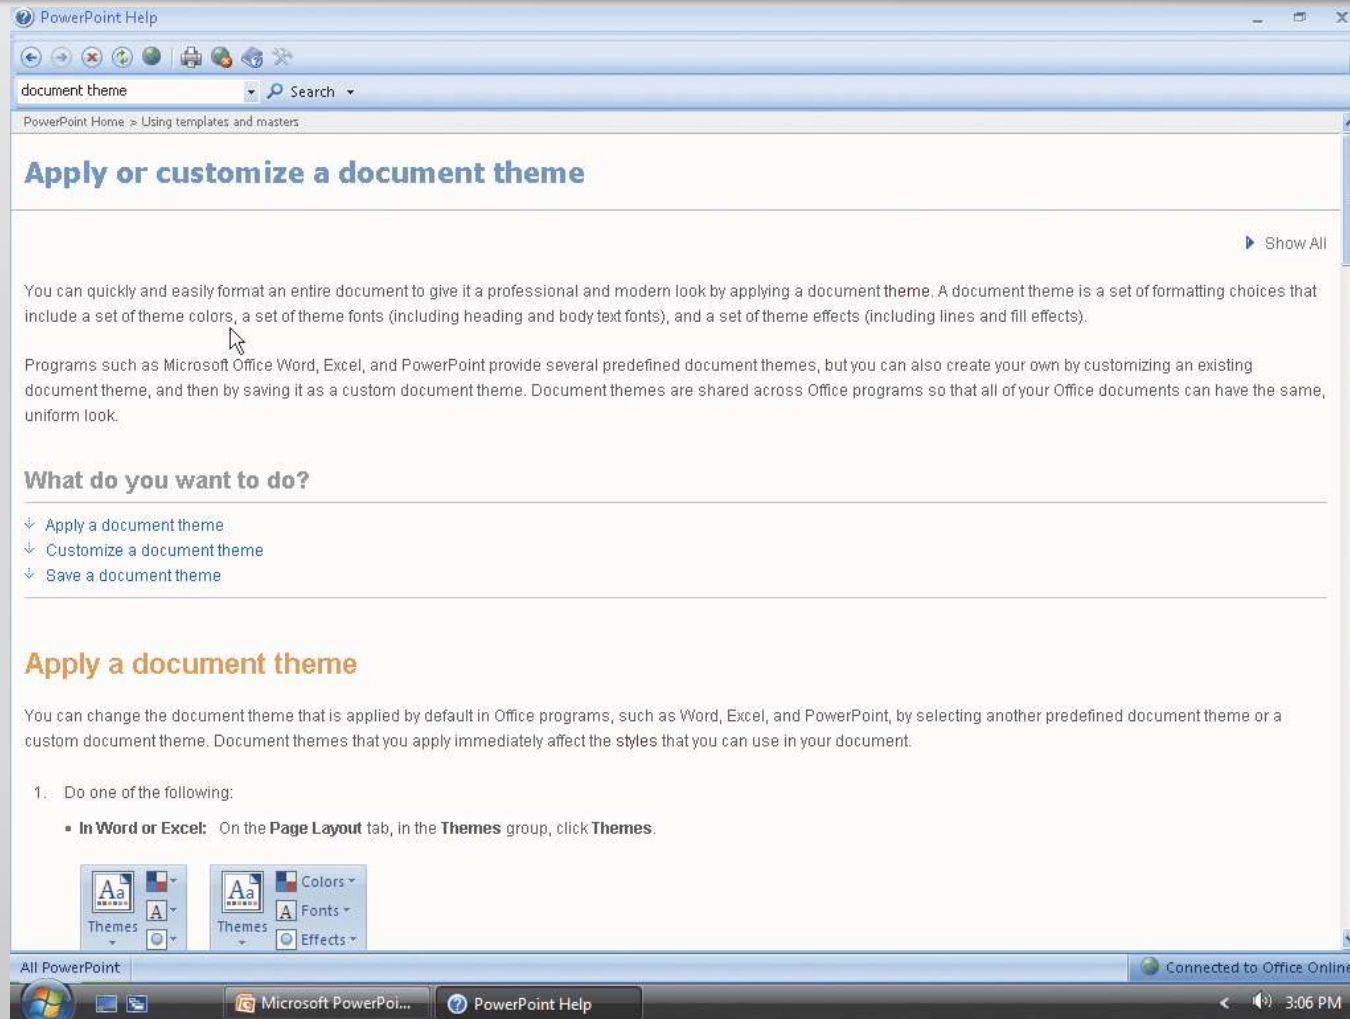 PowerPoint Help
document theme
Search
PowerPoint Home > Using templates and masters
Apply or customize a document theme
Show All
You can quickly and easily format an entire document to give it a professional and modern look by applying a document theme. A document theme is a set of formatting choices that
include a set of theme colors, a set of theme fonts (including heading and body text fonts), and a set of theme effects (including lines and fill effects).
Programs such as Microsoft Office Word, Excel, and PowerPoint provide several predefined document themes, but you can also create your own by customizing an existing
document theme, and then by saving it as a custom document theme. Document themes are shared across Office programs so that all of your Office documents can have the same,
uniform look.
What do you want to do?
Apply a document theme
Customize a document theme
Save a document theme
Apply a document theme
You can change the document theme that is applied by default in Office programs, such as Word, Excel, and PowerPoint, by selecting another predefined document theme or a
custom document theme. Document themes that you apply immediately affect the styles that you can use in your document.
1. Do one of the following:
▪ In Word or Excel: On the Page Layout tab, in the Themes group, click Themes.
Aa Aa Colors
A A Fonts
Themes Themes Effects
All PowerPoint Connected to Office Online
Microsoft PowerPoi... PowerPoint Help 3:06 PM